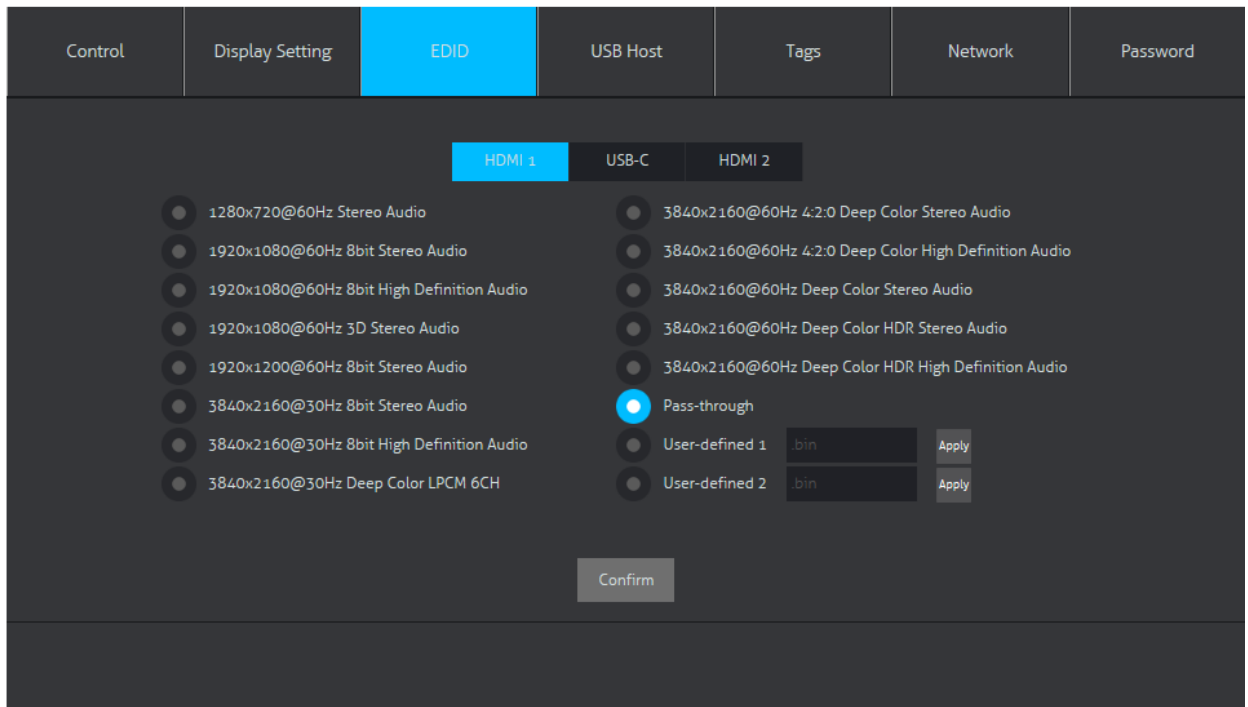 Control Display Setting EDID USB Host Tags Network Password
HDMI 1 USB-C HDMI 2
1280x720@60Hz Stereo Audio
1920x1080@60Hz 8bit Stereo Audio
1920x1080@60Hz 8bit High Definition Audio
1920x1080@60Hz 3D Stereo Audio
1920x1200@60Hz 8bit Stereo Audio
3840x2160@30Hz 8bit Stereo Audio
3840x2160@30Hz 8bit High Definition Audio
3840x2160@30Hz Deep Color LPCM 6CH
3840x2160@60Hz 4:2:0 Deep Color Stereo Audio
3840x2160@60Hz 4:2:0 Deep Color High Definition Audio
3840x2160@60Hz Deep Color Stereo Audio
3840x2160@60Hz Deep Color HDR Stereo Audio
3840x2160@60Hz Deep Color HDR High Definition Audio
Pass-through
User-defined 1 .bin Apply
User-defined 2 .bin Apply
Confirm